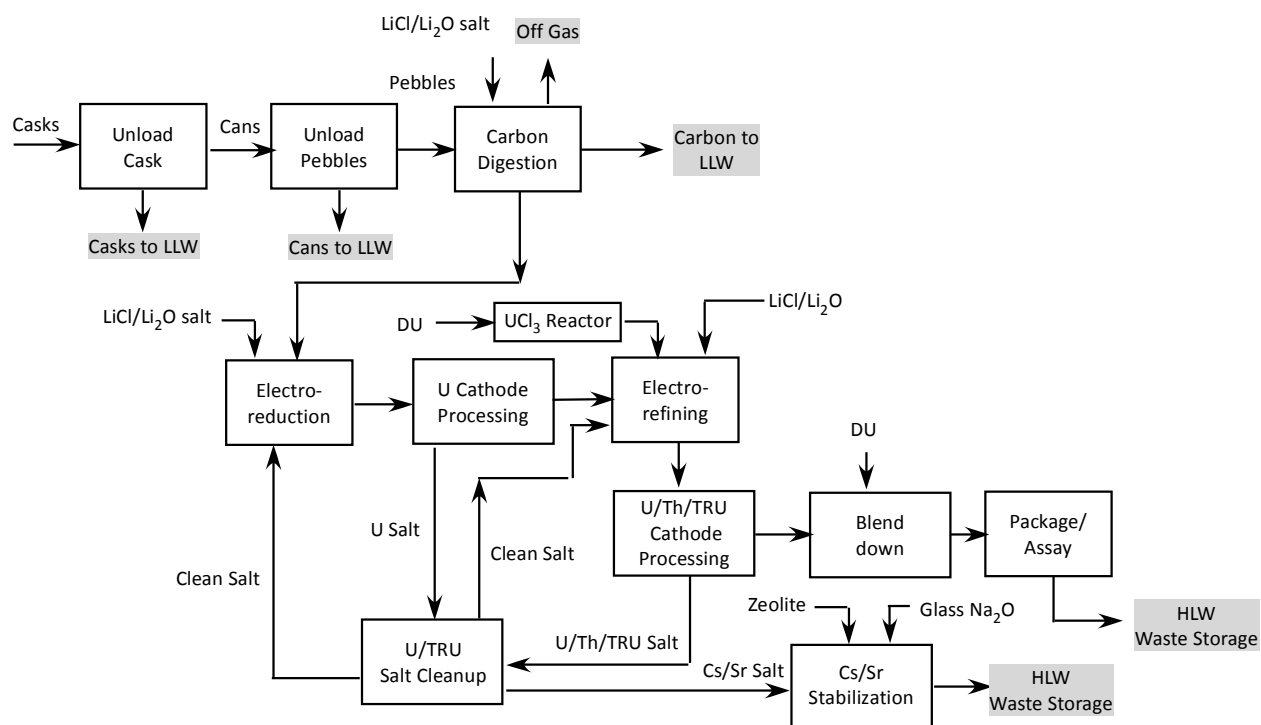 LiCl/Li₂O salt
Off Gas
Pebbles
Casks
Unload
Cask
Cans
Unload
Pebbles
Carbon
Digestion
Carbon to
LLW
Casks to LLW
Cans to LLW
LiCl/Li₂O salt
DU
UCl₃ Reactor
LiCl/Li₂O
Electro-
reduction
U Cathode
Processing
Electro-
refining
DU
U Salt
Clean Salt
U/Th/TRU
Cathode
Processing
Blend
down
Package/
Assay
Clean Salt
Zeolite
Glass Na₂O
HLW
Waste Storage
U/TRU
Salt Cleanup
U/Th/TRU Salt
Cs/Sr Salt
Cs/Sr
Stabilization
HLW
Waste Storage